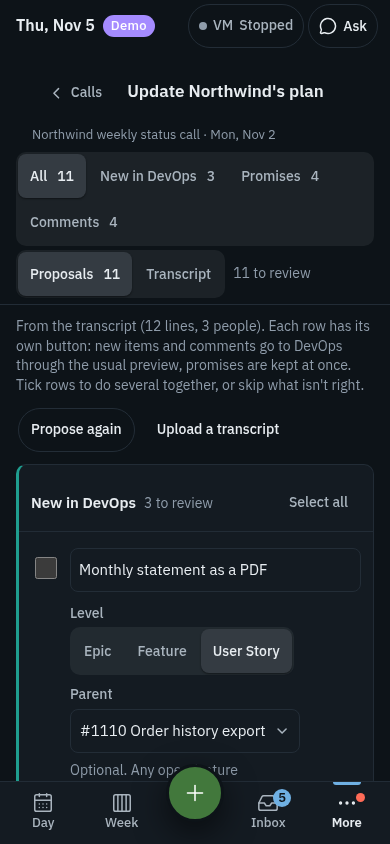 Thu, Nov 5 Demo VM Stopped Ask
Calls Update Northwind's plan
Northwind weekly status call · Mon, Nov 2
All 11 New in DevOps 3 Promises 4
Comments 4
Proposals 11 Transcript 11 to review
From the transcript (12 lines, 3 people). Each row has its
own button: new items and comments go to DevOps
through the usual preview, promises are kept at once.
Tick rows to do several together, or skip what isn't right.
Propose again Upload a transcript
New in DevOps 3 to review Select all
Monthly statement as a PDF
Level
Epic Feature User Story
Parent
#1110 Order history export
Optional. Any open
Day Week Inbox 5 More